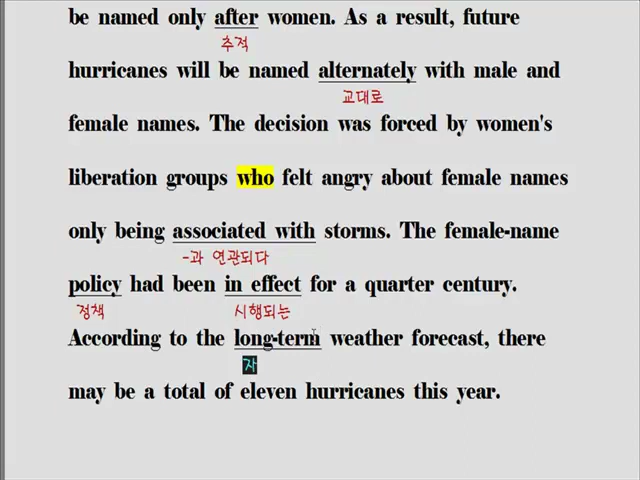 be named only after women. As a result, future
추적
hurricanes will be named alternately with male and
교대로
female names. The decision was forced by women's
liberation groups who felt angry about female names
only being associated with storms. The female-name
-과 연관되다
policy had been in effect for a quarter century.
정책 시행되는
According to the long-term weather forecast, there
자
may be a total of eleven hurricanes this year.